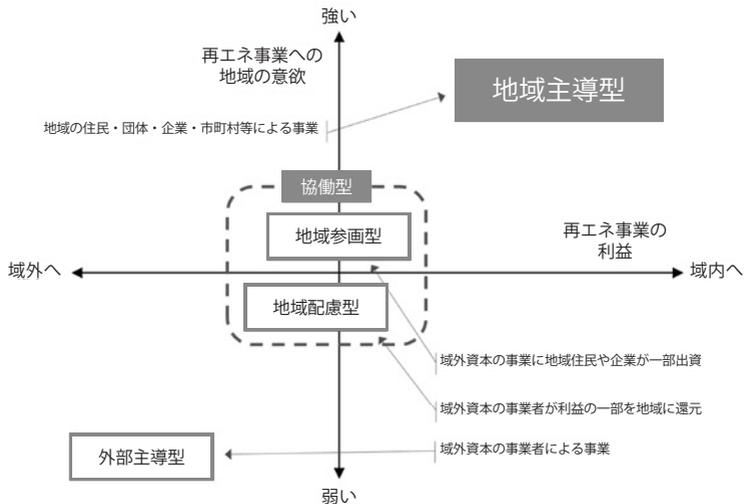 強い
再エネ事業への
地域の意欲
地域主導型
地域の住民・団体・企業・市町村等による事業
協働型
地域参画型
再エネ事業の
利益
域外へ
域内へ
地域配慮型
域外資本の事業に地域住民や企業が一部出資
域外資本の事業者が利益の一部を地域に還元
域外資本の事業者による事業
外部主導型
弱い